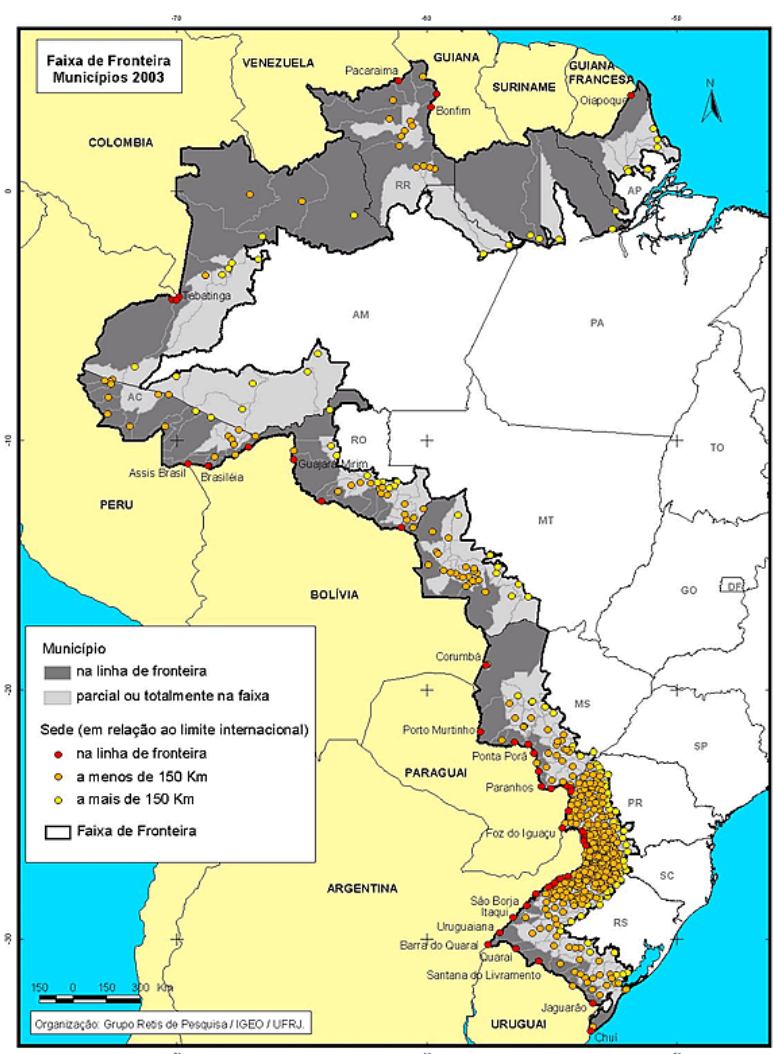 -70
-60
-50
Faixa de Fronteira
Municípios 2003
VENEZUELA
Pacaraima
GUIANA
SURINAME
GUIANA
FRANCESA
Oiapoque
N
Bonfim
COLOMBIA
0
RR
AP
Tabatinga
AM
PA
AC
-10
RO
TO
Assis Brasil
Brasiléia
Guajará Mirim
PERU
MT
BOLÍVIA
GO
DF
Município
na linha de fronteira
parcial ou totalmente na faixa
Sede (em relação ao limite internacional)
na linha de fronteira
a menos de 150 Km
a mais de 150 Km
Faixa de Fronteira
Corumbá
-20
MS
Porto Murtinho
SP
Ponta Porã
PARAGUAI
Paranhos
PR
Foz do Iguaçu
SC
ARGENTINA
São Borja
Itaqui
RS
Uruguaiana
-30
Barra do Quaraí
Quaraí
Santana do Livramento
150 0 150 300 Km
Jaguarão
Organização: Grupo Retis de Pesquisa / IGEO / UFRJ.
URUGUAI
Chuí